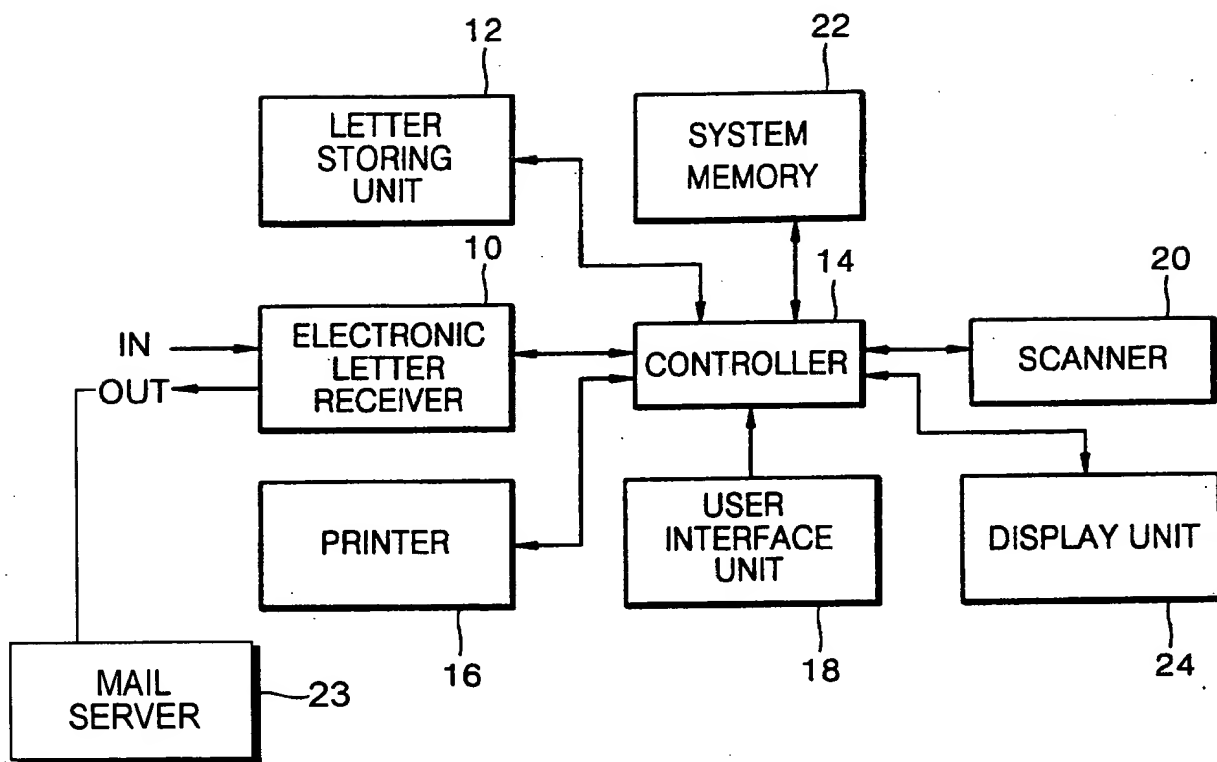 12
22
LETTER
STORING
UNIT
SYSTEM
MEMORY
10
14
20
IN
OUT
ELECTRONIC
LETTER
RECEIVER
CONTROLLER
SCANNER
PRINTER
USER
INTERFACE
UNIT
DISPLAY UNIT
16
18
24
MAIL
SERVER
23